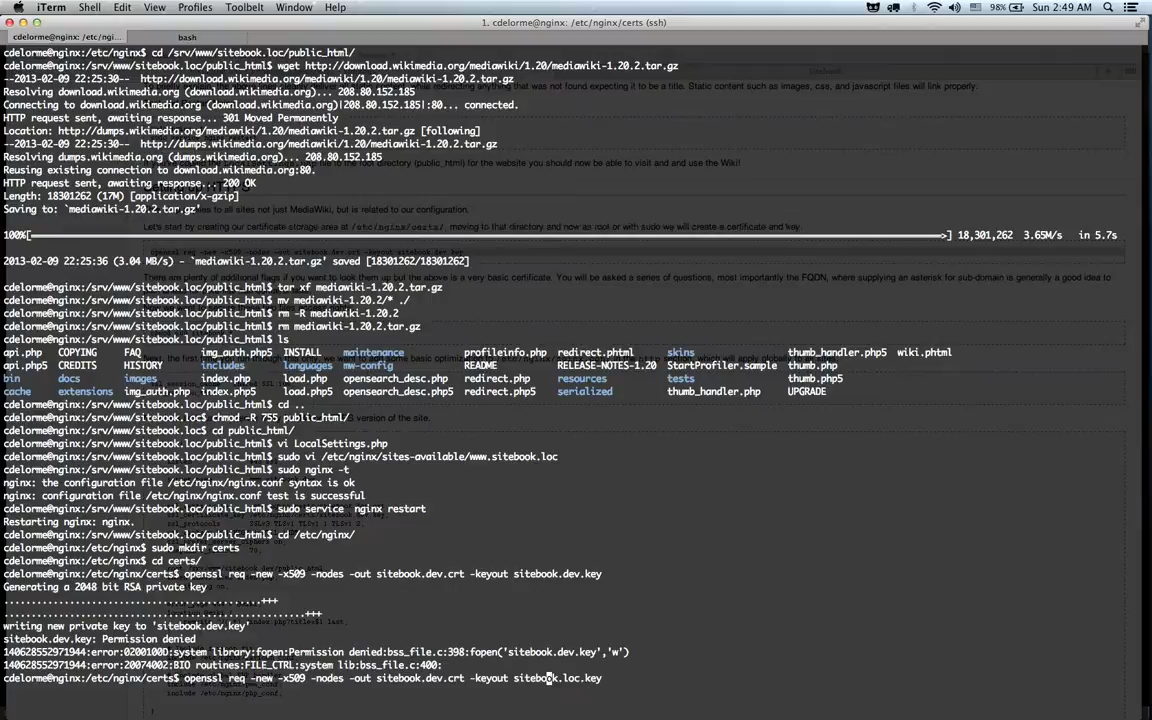 iTerm Shell Edit View Profiles Toolbelt Window Help 98% Sun 2:49 AM
1. cdelorme@nginx: /etc/nginx/certs (ssh)
cdelorme@nginx: /etc/ngi... bash
cdelorme@nginx:/etc/nginx$ cd /srv/www/sitebook.loc/public_html/
cdelorme@nginx:/srv/www/sitebook.loc/public_html$ wget http://download.wikimedia.org/mediawiki/1.20/mediawiki-1.20.2.tar.gz
--2013-02-09 22:25:30-- http://download.wikimedia.org/mediawiki/1.20/mediawiki-1.20.2.tar.gz
Resolving download.wikimedia.org (download.wikimedia.org)... 208.80.152.185
Connecting to download.wikimedia.org (download.wikimedia.org)|208.80.152.185|:80... connected.
HTTP request sent, awaiting response... 301 Moved Permanently
Location: http://dumps.wikimedia.org/mediawiki/1.20/mediawiki-1.20.2.tar.gz [following]
--2013-02-09 22:25:30-- http://dumps.wikimedia.org/mediawiki/1.20/mediawiki-1.20.2.tar.gz
Resolving dumps.wikimedia.org (dumps.wikimedia.org)... 208.80.152.185
Reusing existing connection to download.wikimedia.org:80.
HTTP request sent, awaiting response... 200 OK
Length: 18301262 (17M) [application/x-gzip]
Saving to: `mediawiki-1.20.2.tar.gz'
100%[======================================>] 18,301,262 3.65M/s in 5.7s
2013-02-09 22:25:36 (3.04 MB/s) - `mediawiki-1.20.2.tar.gz' saved [18301262/18301262]
cdelorme@nginx:/srv/www/sitebook.loc/public_html$ tar xf mediawiki-1.20.2.tar.gz
cdelorme@nginx:/srv/www/sitebook.loc/public_html$ mv mediawiki-1.20.2/* ./
cdelorme@nginx:/srv/www/sitebook.loc/public_html$ rm -R mediawiki-1.20.2
cdelorme@nginx:/srv/www/sitebook.loc/public_html$ rm mediawiki-1.20.2.tar.gz
cdelorme@nginx:/srv/www/sitebook.loc/public_html$ ls
api.php COPYING FAQ img_auth.php5 INSTALL maintenance profileinfo.php redirect.phtml skins thumb_handler.php5 wiki.phtml
api.php5 CREDITS HISTORY includes languages mw-config README RELEASE-NOTES-1.20 StartProfiler.sample thumb.php
bin docs images index.php load.php opensearch_desc.php redirect.php resources tests thumb.php5
cache extensions img_auth.php index.php5 load.php5 opensearch_desc.php5 redirect.php5 serialized thumb_handler.php UPGRADE
cdelorme@nginx:/srv/www/sitebook.loc/public_html$ cd ..
cdelorme@nginx:/srv/www/sitebook.loc$ chmod -R 755 public_html/
cdelorme@nginx:/srv/www/sitebook.loc$ cd public_html/
cdelorme@nginx:/srv/www/sitebook.loc/public_html$ vi LocalSettings.php
cdelorme@nginx:/srv/www/sitebook.loc/public_html$ sudo vi /etc/nginx/sites-available/www.sitebook.loc
cdelorme@nginx:/srv/www/sitebook.loc/public_html$ sudo nginx -t
nginx: the configuration file /etc/nginx/nginx.conf syntax is ok
nginx: configuration file /etc/nginx/nginx.conf test is successful
cdelorme@nginx:/srv/www/sitebook.loc/public_html$ sudo service nginx restart
Restarting nginx: nginx.
cdelorme@nginx:/srv/www/sitebook.loc/public_html$ cd /etc/nginx/
cdelorme@nginx:/etc/nginx$ sudo mkdir certs
cdelorme@nginx:/etc/nginx$ cd certs/
cdelorme@nginx:/etc/nginx/certs$ openssl req -new -x509 -nodes -out sitebook.dev.crt -keyout sitebook.dev.key
Generating a 2048 bit RSA private key
..................................................+++
............................................................+++
writing new private key to 'sitebook.dev.key'
sitebook.dev.key: Permission denied
140628552971944:error:0200100D:system library:fopen:Permission denied:bss_file.c:398:fopen('sitebook.dev.key','w')
140628552971944:error:20074002:BIO routines:FILE_CTRL:system lib:bss_file.c:400:
cdelorme@nginx:/etc/nginx/certs$ openssl req -new -x509 -nodes -out sitebook.dev.crt -keyout sitebook.loc.key